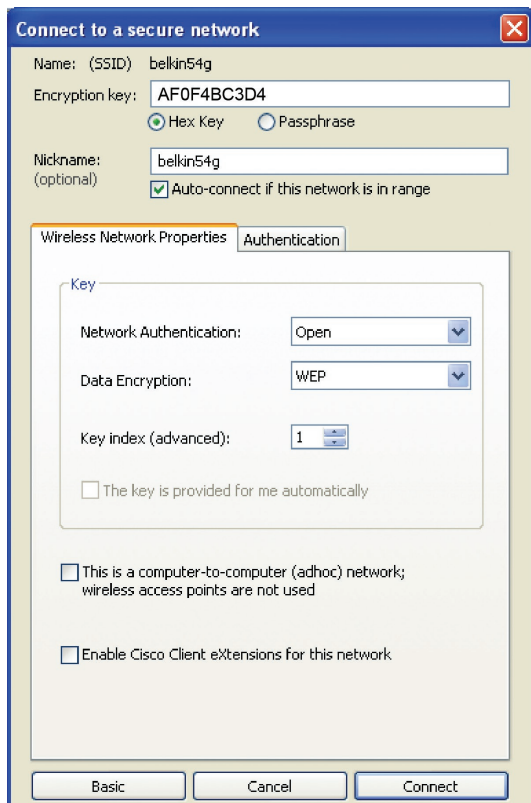 Connect to a secure network
Name: (SSID) belkin54g
Encryption key: AF0F4BC3D4
Hex Key Passphrase
Nickname: belkin54g
(optional)
Auto-connect if this network is in range
Wireless Network Properties Authentication
Key
Network Authentication: Open
Data Encryption: WEP
Key index (advanced): 1
The key is provided for me automatically
This is a computer-to-computer (adhoc) network;
wireless access points are not used
Enable Cisco Client eXtensions for this network
Basic Cancel Connect